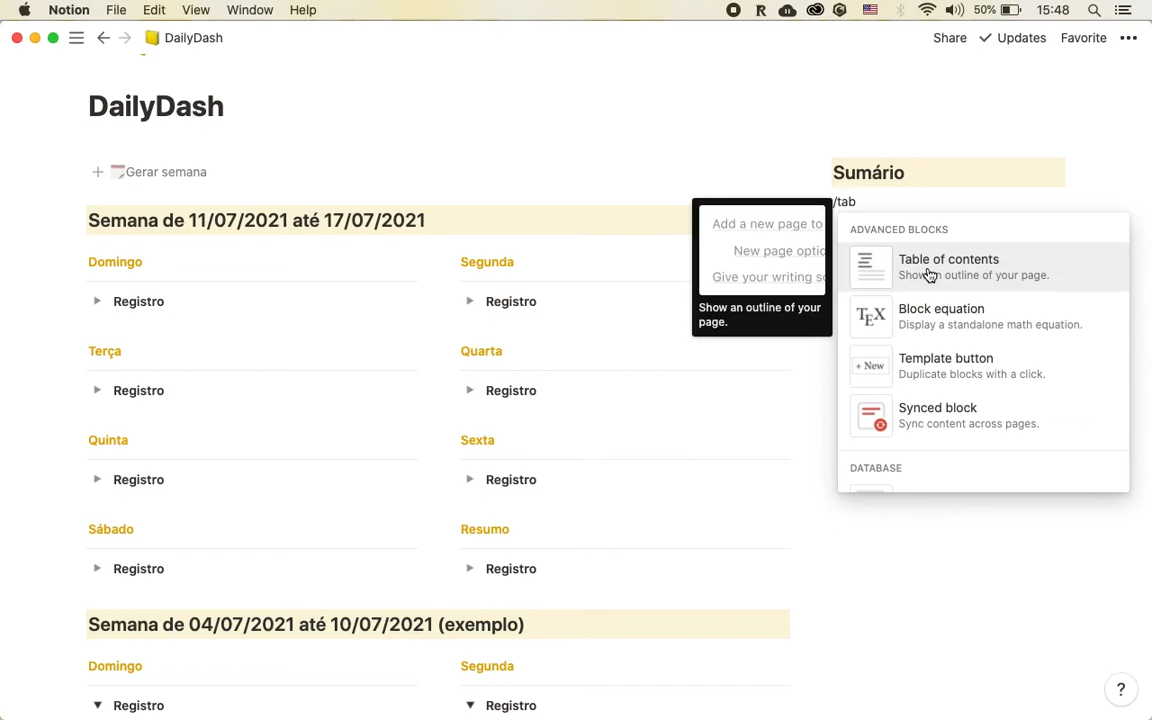 Notion File Edit View Window Help 50% 15:48
DailyDash Share Updates Favorite
DailyDash
Gerar semana
Sumário
/tab
Semana de 11/07/2021 até 17/07/2021
Domingo
Registro
Segunda
Registro
Terça
Registro
Quarta
Registro
Quinta
Registro
Sexta
Registro
Sábado
Registro
Resumo
Registro
Semana de 04/07/2021 até 10/07/2021 (exemplo)
Domingo
Registro
Segunda
Registro
Add a new page to
New page optio
Give your writing s
Show an outline of your
page.
ADVANCED BLOCKS
Table of contents
Show an outline of your page.
TEX
Block equation
Display a standalone math equation.
+ New
Template button
Duplicate blocks with a click.
Synced block
Sync content across pages.
DATABASE
?